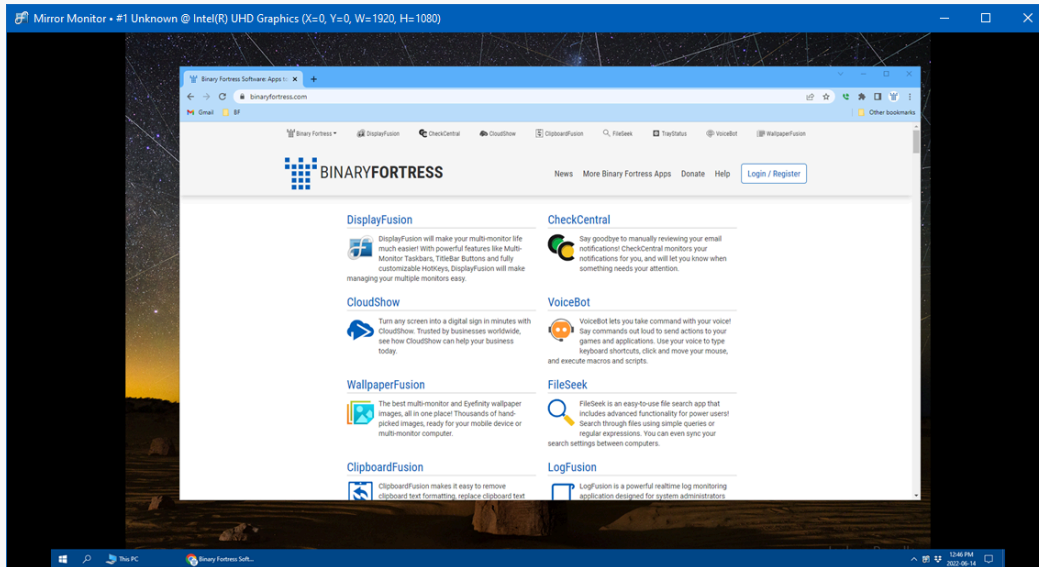 Mirror Monitor • #1 Unknown @ Intel(R) UHD Graphics (X=0, Y=0, W=1920, H=1080)
Binary Fortress Software: Apps to
binaryfortress.com
Gmail BF Other bookmarks
Binary Fortress DisplayFusion CheckCentral CloudShow ClipboardFusion FileSeek TrayStatus VoiceBot WallpaperFusion
BINARYFORTRESS News More Binary Fortress Apps Donate Help Login / Register
DisplayFusion
DisplayFusion will make your multi-monitor life
much easier! With powerful features like Multi-
Monitor Taskbars, TitleBar Buttons and fully
customizable HotKeys, DisplayFusion will make
managing your multiple monitors easy.
CheckCentral
Say goodbye to manually reviewing your email
notifications! CheckCentral monitors your
notifications for you, and will let you know when
something needs your attention.
CloudShow
Turn any screen into a digital sign in minutes with
CloudShow. Trusted by businesses worldwide,
see how CloudShow can help your business
today.
VoiceBot
VoiceBot lets you take command with your voice!
Say commands out loud to send actions to your
games and applications. Use your voice to type
keyboard shortcuts, click and move your mouse,
and execute macros and scripts.
WallpaperFusion
The best multi-monitor and Eyefinity wallpaper
images, all in one place! Thousands of hand-
picked images, ready for your mobile device or
multi-monitor computer.
FileSeek
FileSeek is an easy-to-use file search app that
includes advanced functionality for power users!
Search through files using simple queries or
regular expressions. You can even sync your
search settings between computers.
ClipboardFusion
ClipboardFusion makes it easy to remove
clipboard text formatting, replace clipboard text
LogFusion
LogFusion is a powerful realtime log monitoring
application designed for system administrators
This PC Binary Fortress Soft... 12:46 PM
2022-06-14